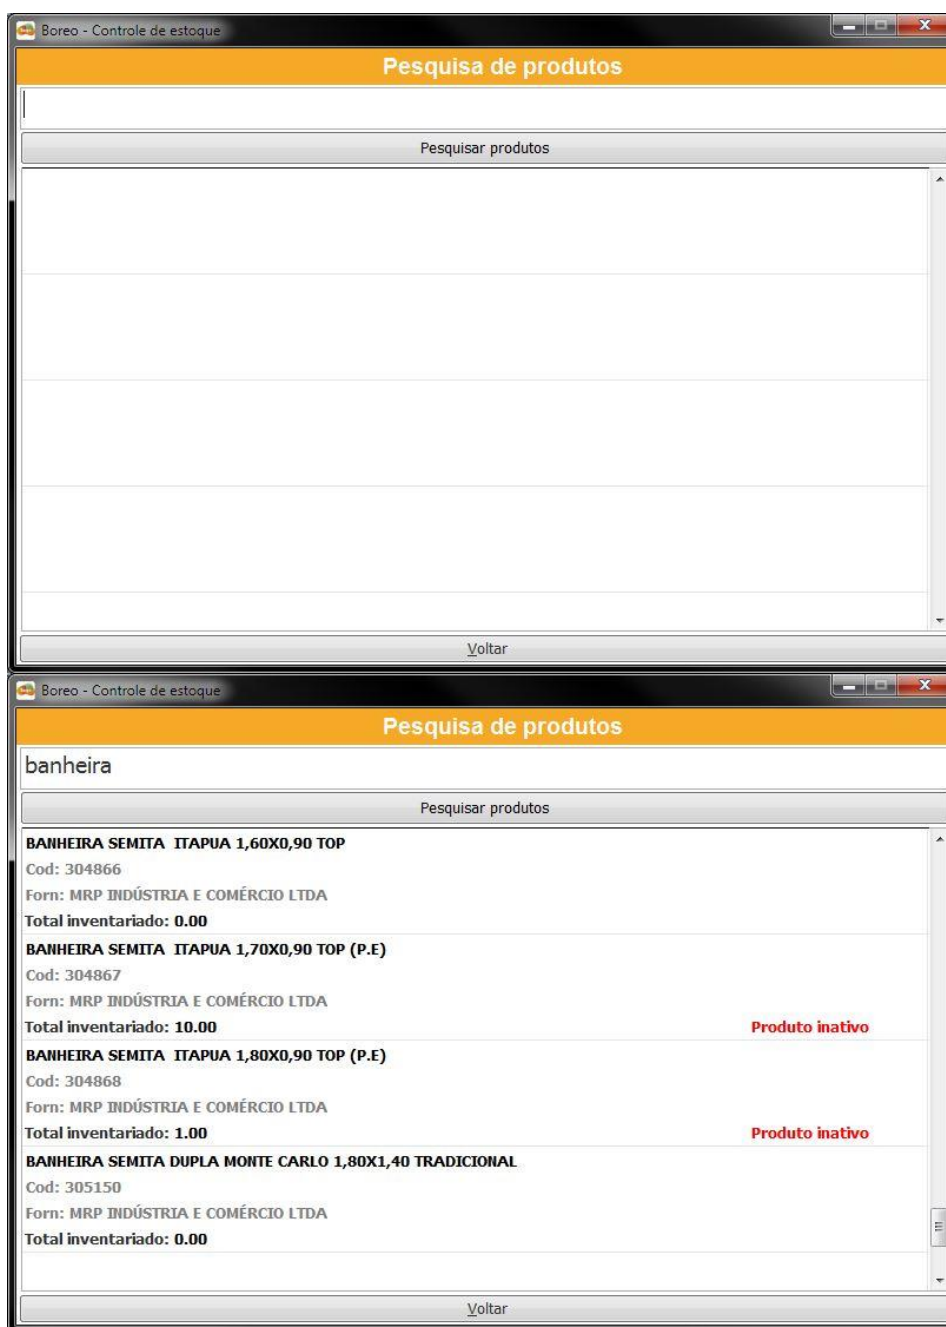 Boreo - Controle de estoque
Pesquisa de produtos
Pesquisar produtos
Voltar
Boreo - Controle de estoque
Pesquisa de produtos
banheira
Pesquisar produtos
BANHEIRA SEMITA  ITAPUA 1,60X0,90 TOP
Cod: 304866
Forn: MRP INDÚSTRIA E COMÉRCIO LTDA
Total inventariado: 0.00
BANHEIRA SEMITA  ITAPUA 1,70X0,90 TOP (P.E)
Cod: 304867
Forn: MRP INDÚSTRIA E COMÉRCIO LTDA
Total inventariado: 10.00 Produto inativo
BANHEIRA SEMITA  ITAPUA 1,80X0,90 TOP (P.E)
Cod: 304868
Forn: MRP INDÚSTRIA E COMÉRCIO LTDA
Total inventariado: 1.00 Produto inativo
BANHEIRA SEMITA DUPLA MONTE CARLO 1,80X1,40 TRADICIONAL
Cod: 305150
Forn: MRP INDÚSTRIA E COMÉRCIO LTDA
Total inventariado: 0.00
Voltar